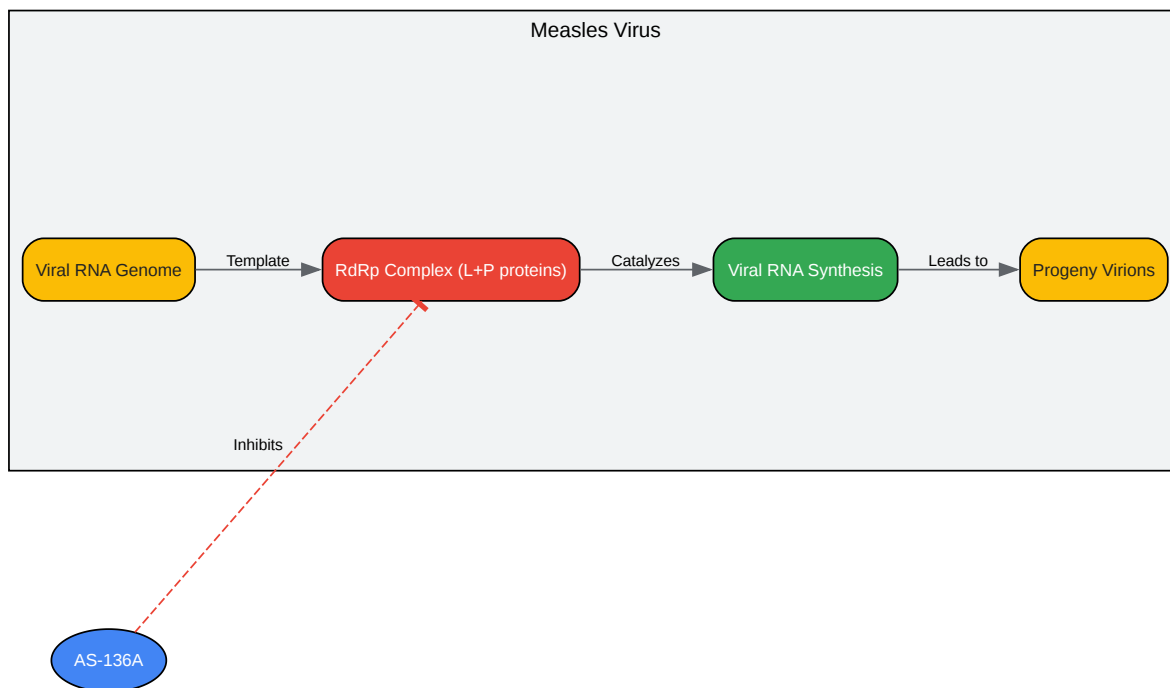 Measles Virus
Viral RNA Genome
Template
RdRp Complex (L+P proteins)
Catalyzes
Viral RNA Synthesis
Leads to
Progeny Virions
Inhibits
AS-136A